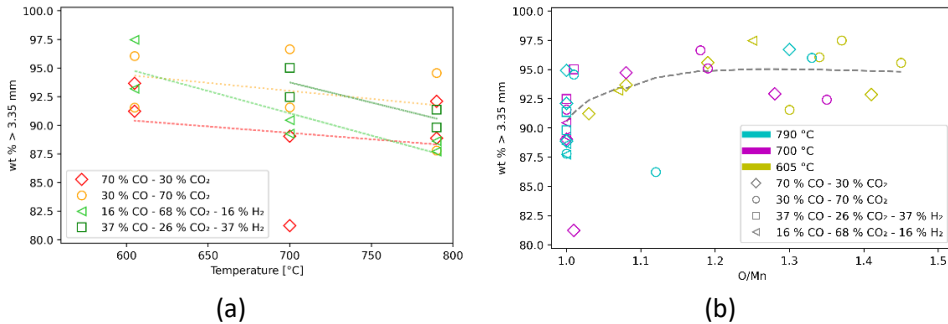 100.0
97.5
95.0
92.5
90.0
87.5
85.0
82.5
80.0
wt % > 3.35 mm
70 % CO - 30 % CO₂
30 % CO - 70 % CO₂
16 % CO - 68 % CO₂ - 16 % H₂
37 % CO - 26 % CO₂ - 37 % H₂
600 650 700 750 800
Temperature [°C]
(a)
100.0
97.5
95.0
92.5
90.0
87.5
85.0
82.5
80.0
wt % > 3.35 mm
790 °C
700 °C
605 °C
70 % CO - 30 % CO₂
30 % CO - 70 % CO₂
37 % CO - 26 % CO₂ - 37 % H₂
16 % CO - 68 % CO₂ - 16 % H₂
1.0 1.1 1.2 1.3 1.4 1.5
O/Mn
(b)